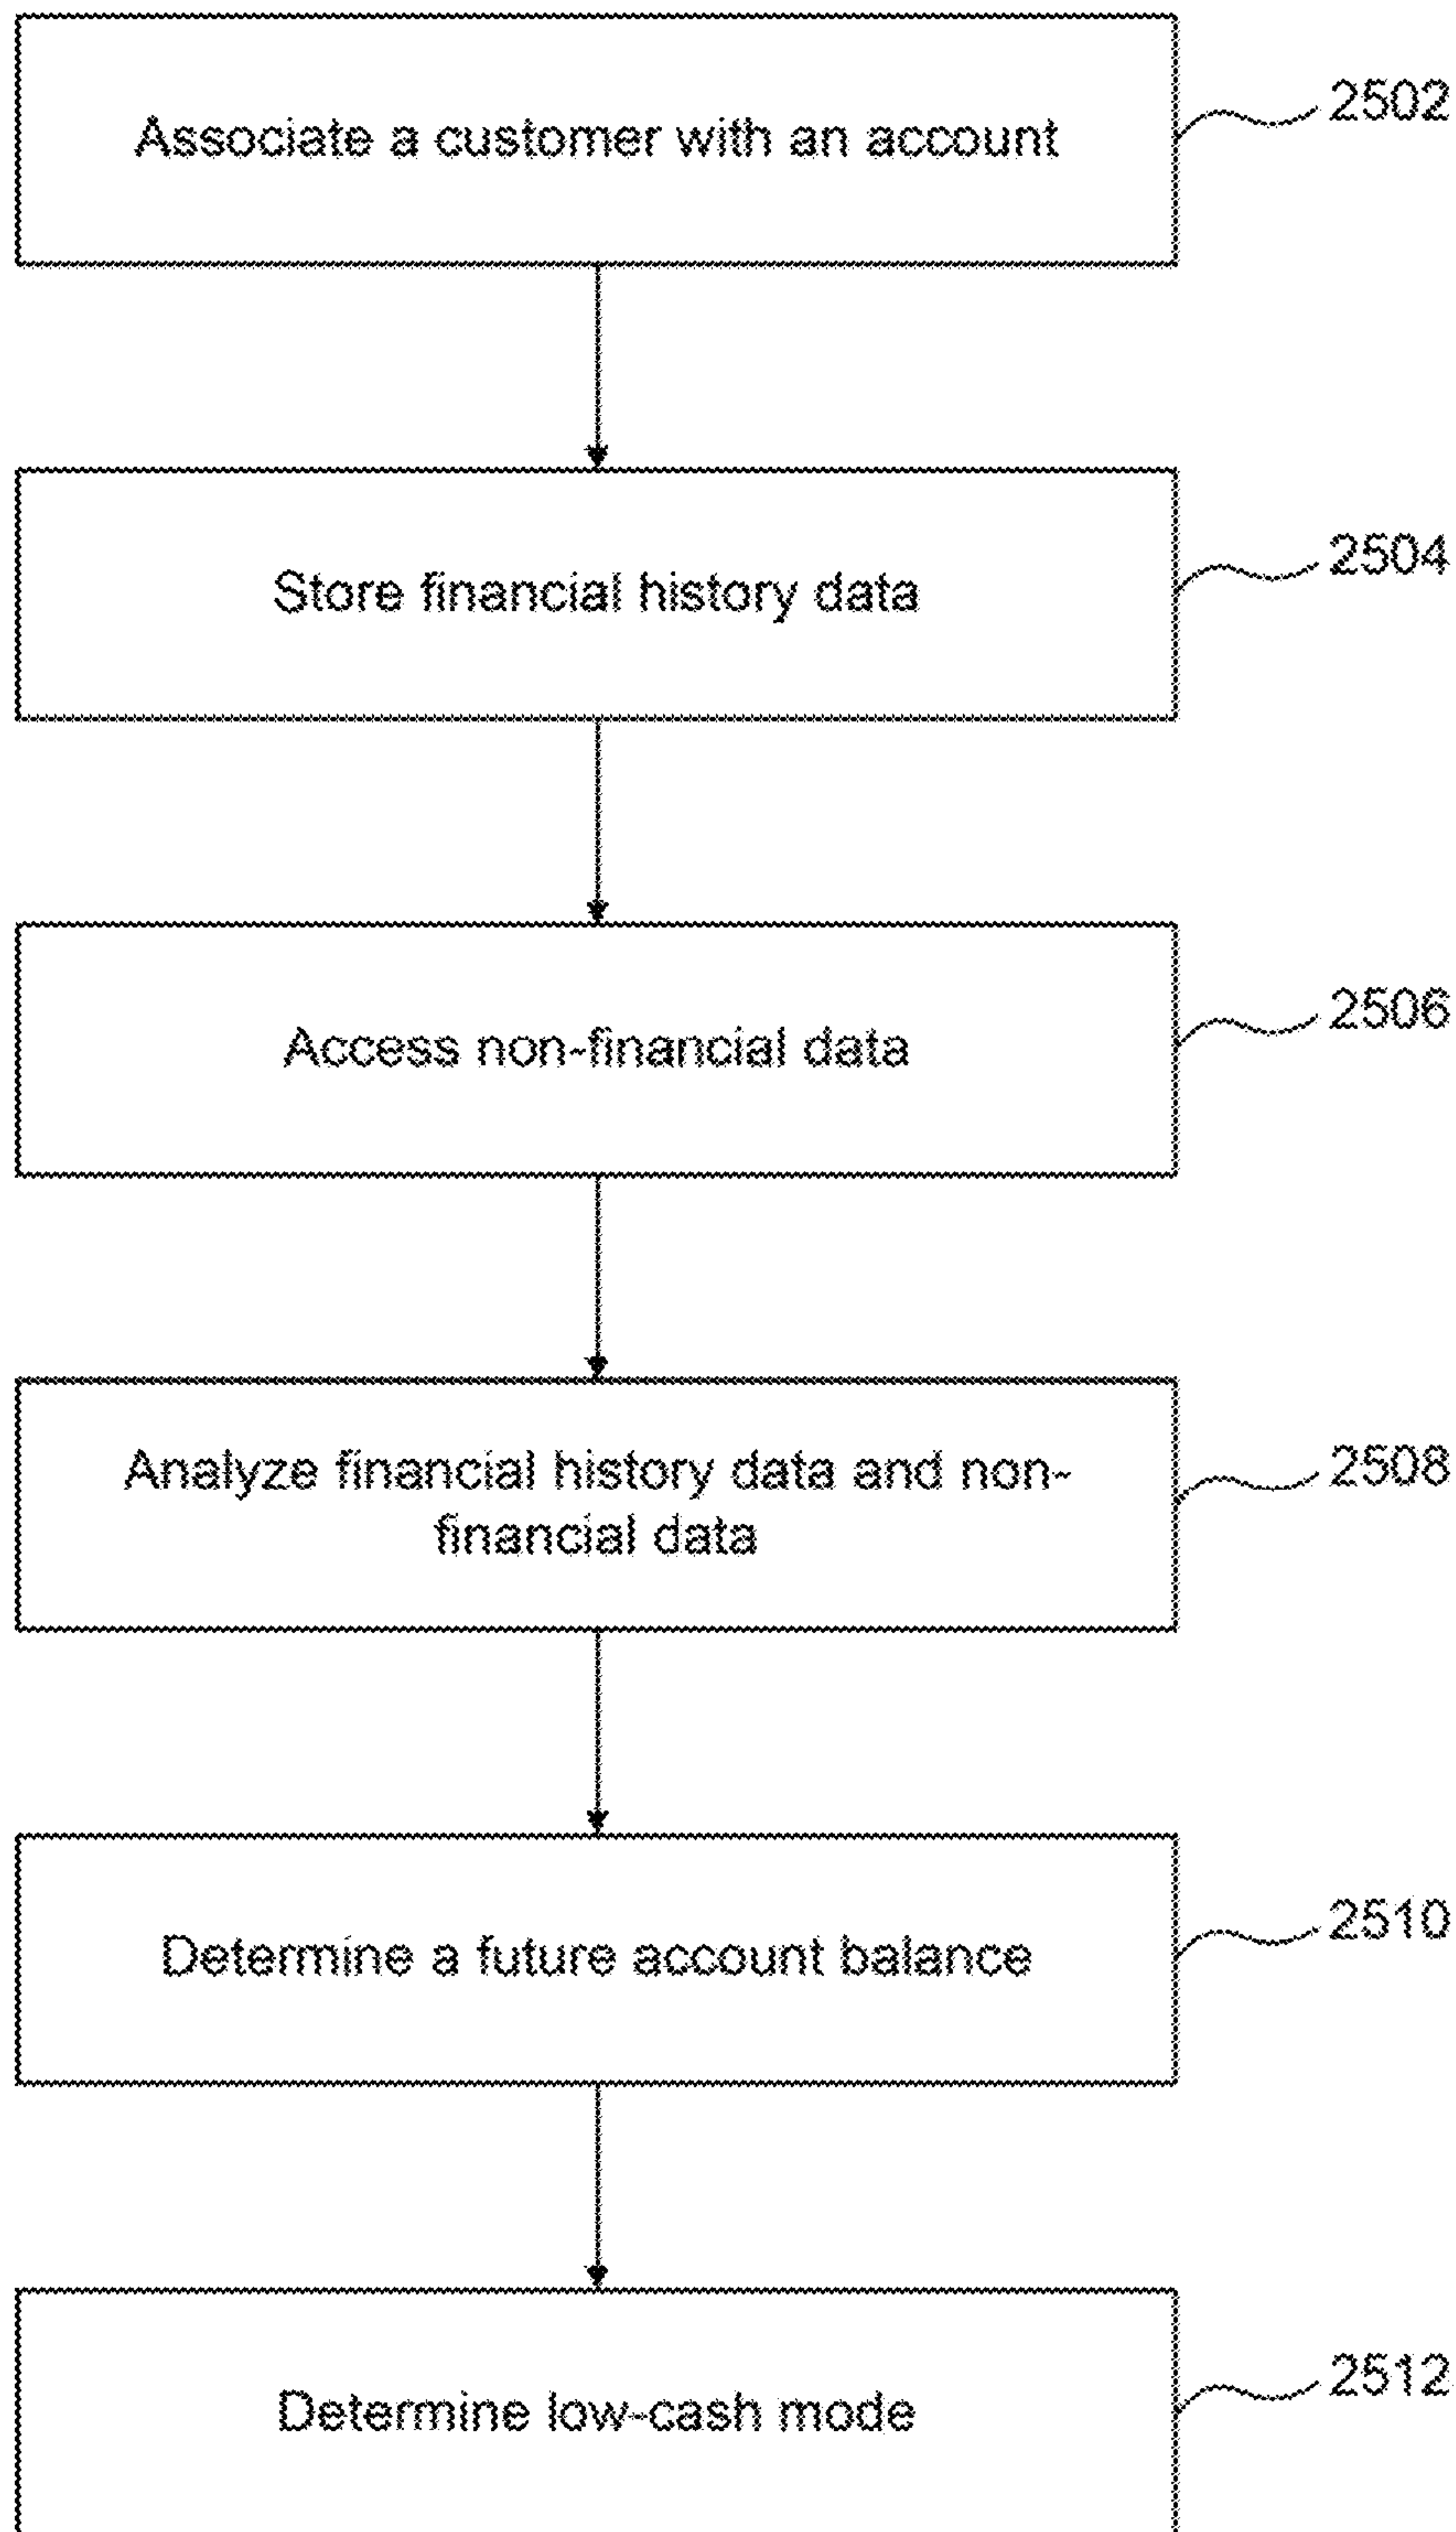 Associate a customer with an account
2502
Store financial history data
2504
Access non-financial data
2506
Analyze financial history data and non-
financial data
2508
Determine a future account balance
2510
Determine low-cash mode
2512